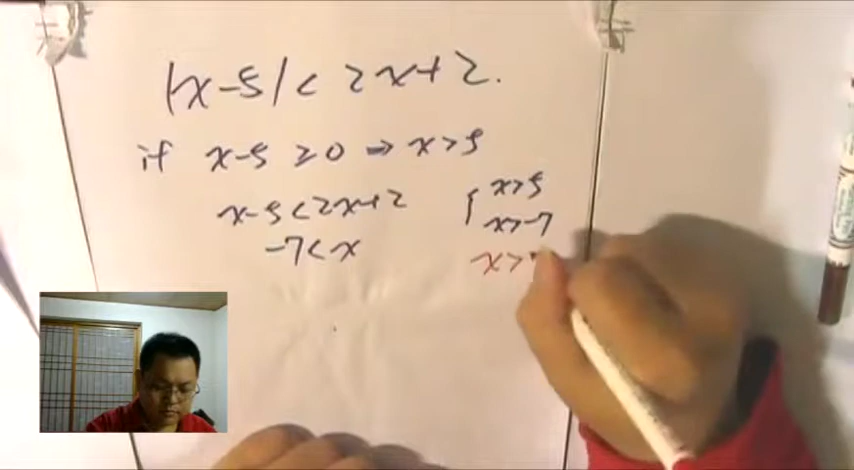 |x-5|<2x+2.
if x-5≥0⇒x>5
x-5<2x+2
-7<x
{x>5
x>-7
x>